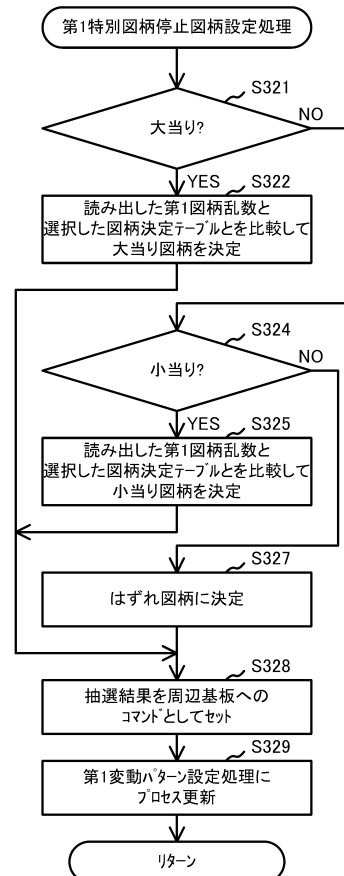 第1特別図柄停止図柄設定処理
S321
大当り?
NO
YES
S322
読み出した第1図柄乱数と
選択した図柄決定テーブルとを比較して
大当り図柄を決定
S324
小当り?
NO
YES
S325
読み出した第1図柄乱数と
選択した図柄決定テーブルとを比較して
小当り図柄を決定
S327
はずれ図柄に決定
S328
抽選結果を周辺基板への
コマンドとしてセット
S329
第1変動パターン設定処理に
プロセス更新
リターン